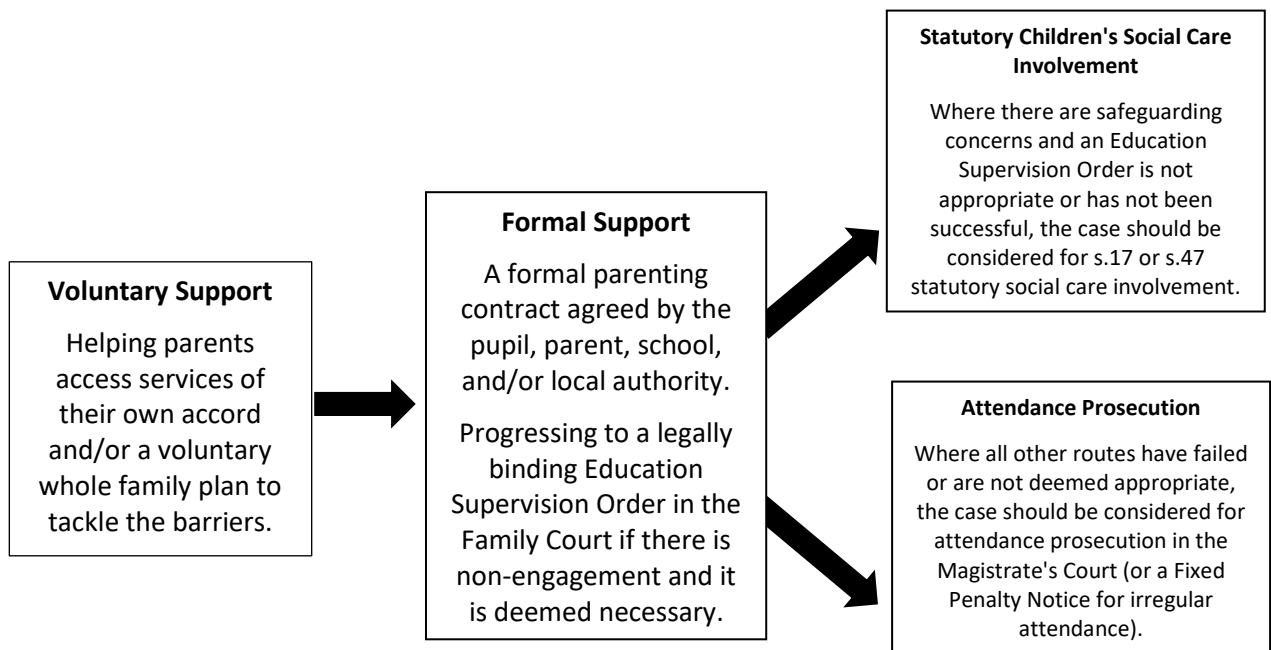 Voluntary Support
Helping parents
access services of
their own accord
and/or a voluntary
whole family plan to
tackle the barriers.
Formal Support
A formal parenting
contract agreed by the
pupil, parent, school,
and/or local authority.
Progressing to a legally
binding Education
Supervision Order in the
Family Court if there is
non-engagement and it
is deemed necessary.
Statutory Children's Social Care
Involvement
Where there are safeguarding
concerns and an Education
Supervision Order is not
appropriate or has not been
successful, the case should be
considered for s.17 or s.47
statutory social care involvement.
Attendance Prosecution
Where all other routes have failed
or are not deemed appropriate,
the case should be considered for
attendance prosecution in the
Magistrate's Court (or a Fixed
Penalty Notice for irregular
attendance).